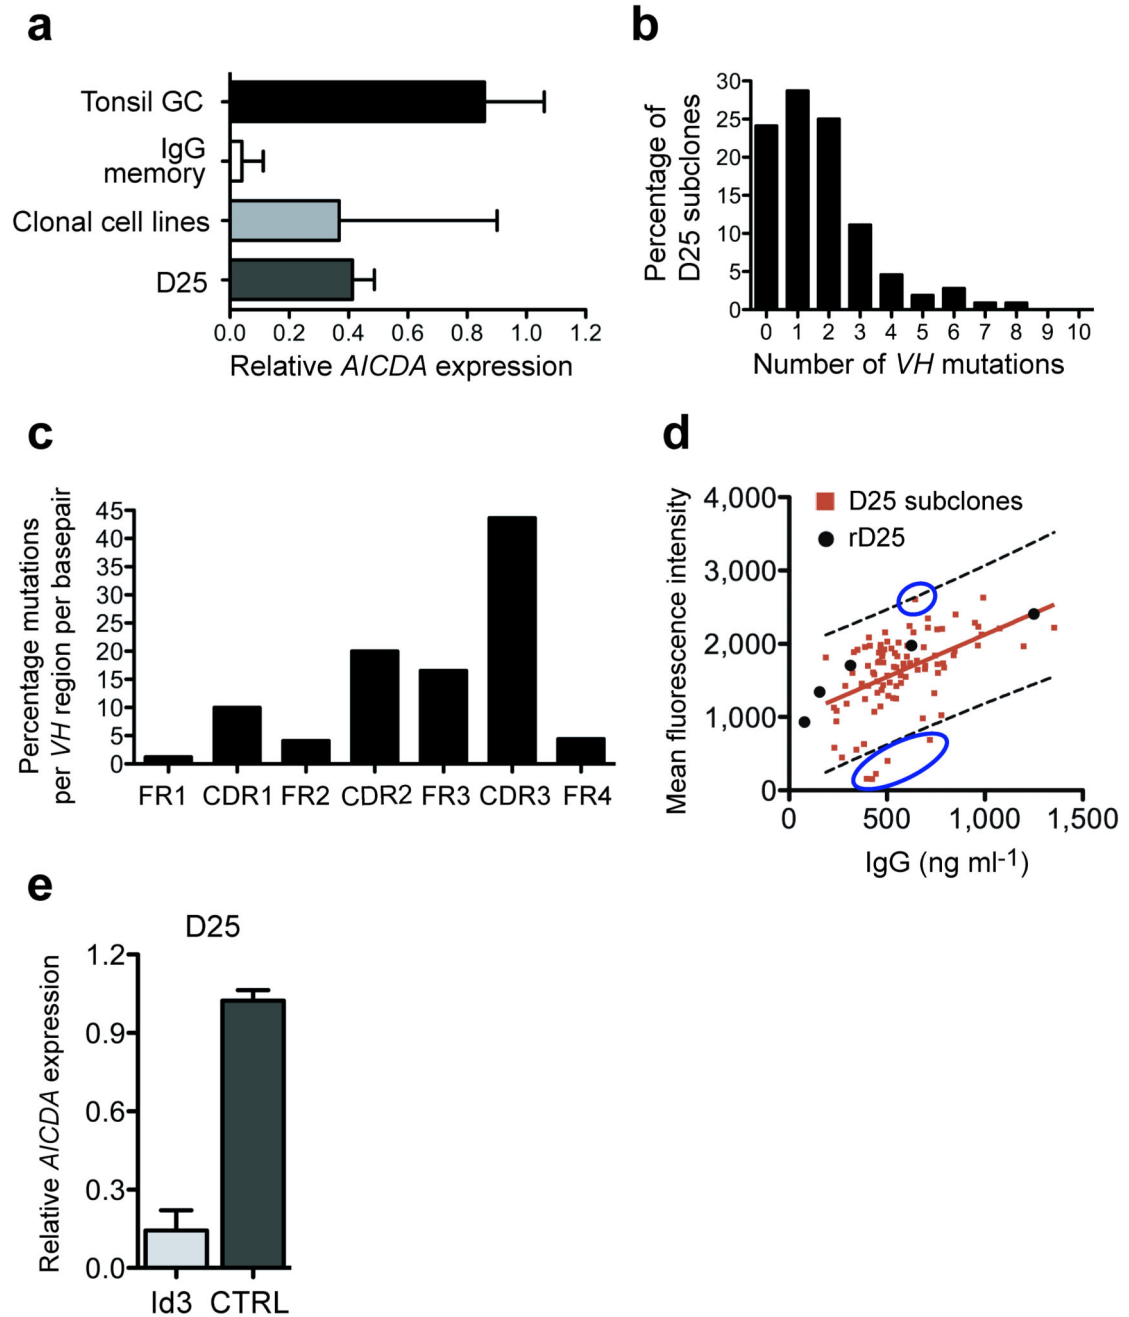 a
Tonsil GC
IgG
memory
Clonal cell lines
D25
0.0 0.2 0.4 0.6 0.8 1.0 1.2
Relative AICDA expression
b
Percentage of
D25 subclones
30
25
20
15
10
5
0
0 1 2 3 4 5 6 7 8 9 10
Number of VH mutations
c
Percentage mutations
per VH region per basepair
45
40
35
30
25
20
15
10
5
0
FR1 CDR1 FR2 CDR2 FR3 CDR3 FR4
d
Mean fluorescence intensity
4,000
3,000
2,000
1,000
0
D25 subclones
rD25
0 500 1,000 1,500
IgG (ng ml-1)
e
D25
Relative AICDA expression
1.2
0.9
0.6
0.3
0.0
Id3 CTRL